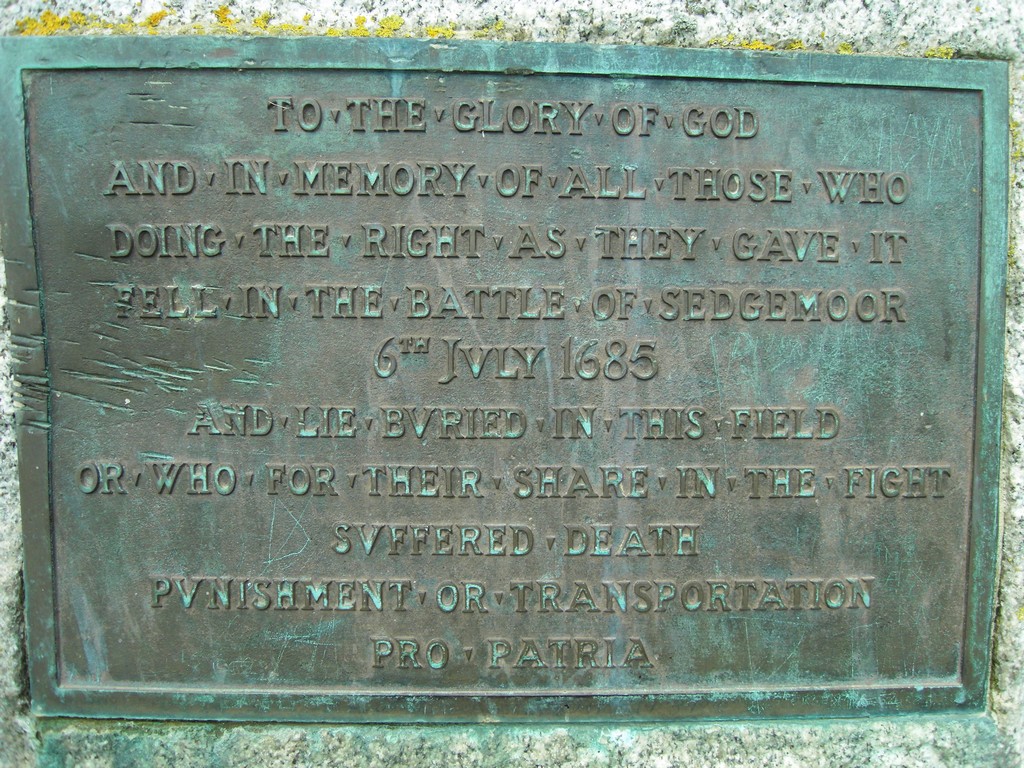 TO · THE · GLORY · OF · GOD
AND · IN · MEMORY · OF · ALL · THOSE · WHO
DOING · THE · RIGHT · AS · THEY · GAVE · IT
FELL · IN · THE · BATTLE · OF · SEDGEMOOR
6TH JVLY 1685
AND · LIE · BVRIED · IN · THIS · FIELD
OR · WHO · FOR · THEIR · SHARE · IN · THE · FIGHT
SVFFERED · DEATH
PVNISHMENT · OR · TRANSPORTATION
PRO · PATRIA